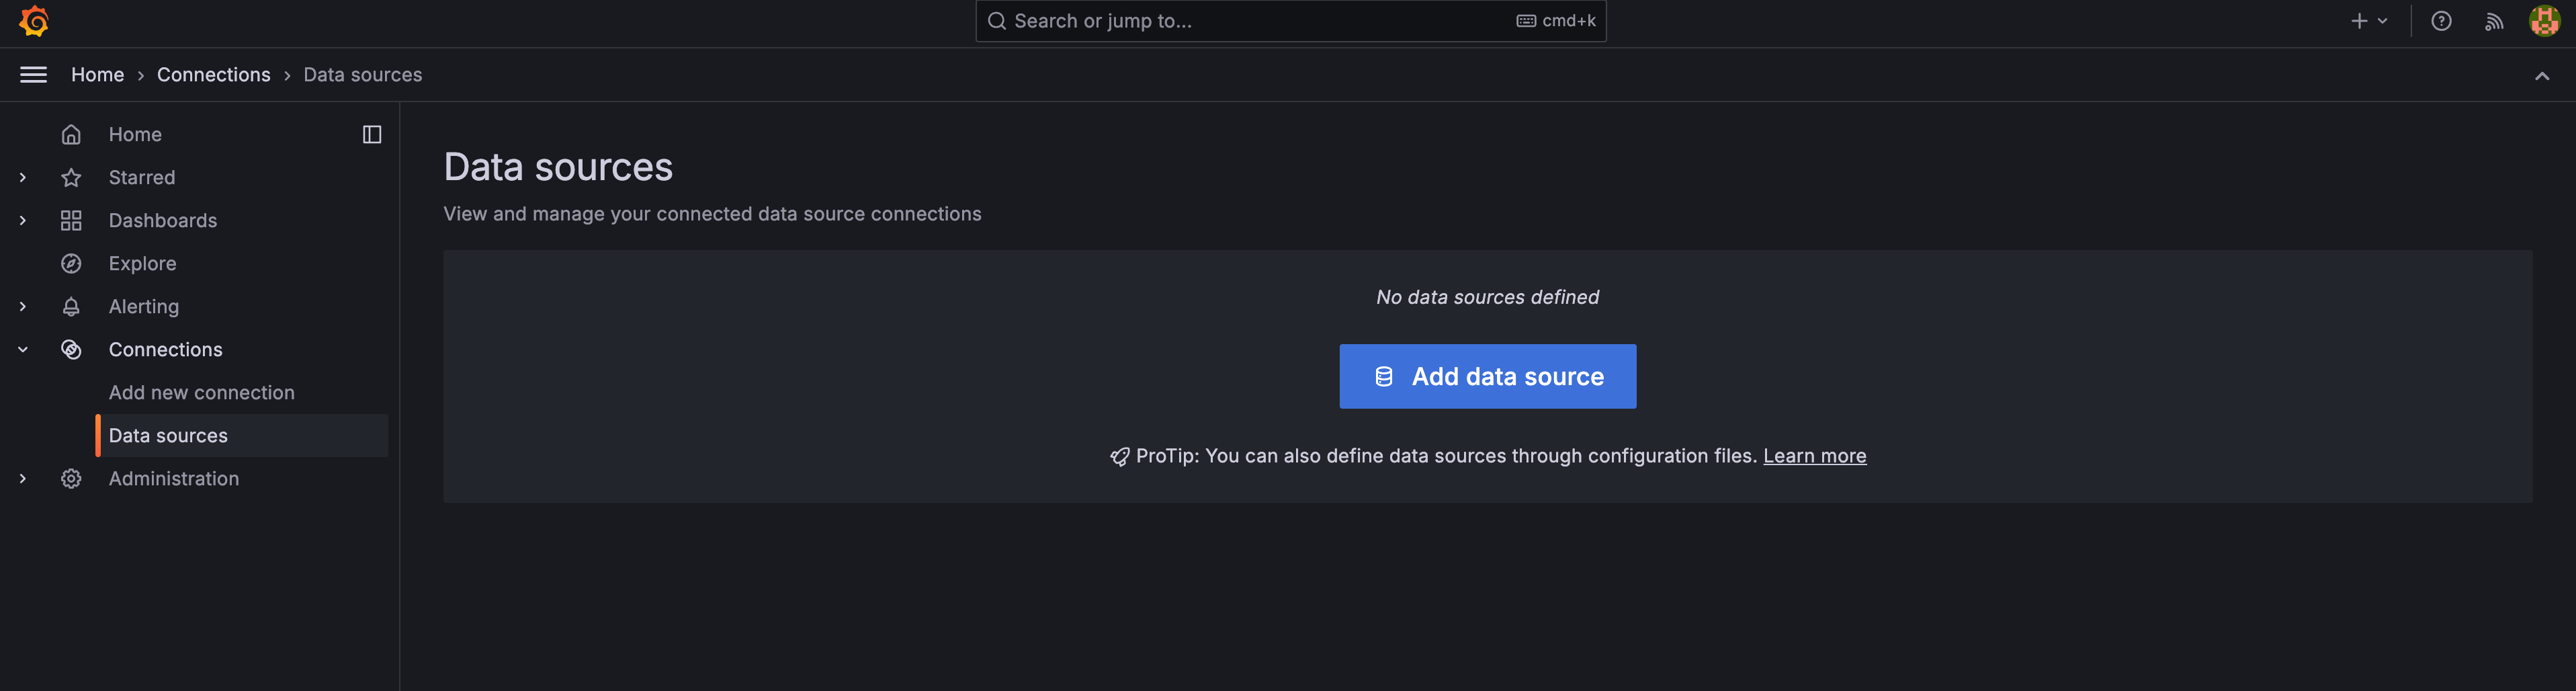 Search or jump to...
cmd+k
Home
Connections
Data sources
Home
Starred
Dashboards
Explore
Alerting
Connections
Add new connection
Data sources
Administration
Data sources
View and manage your connected data source connections
No data sources defined
Add data source
ProTip: You can also define data sources through configuration files. Learn more